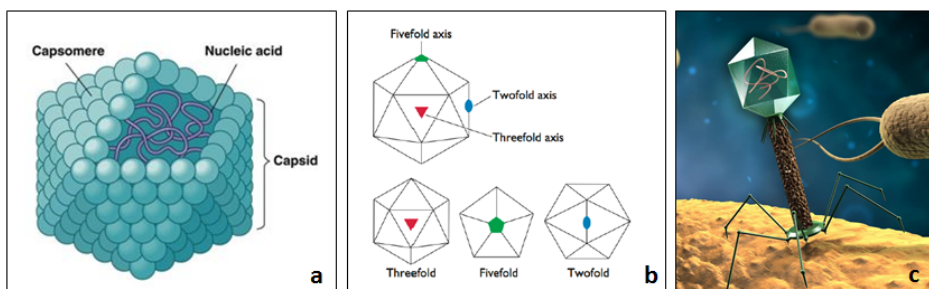 Capsomere
Nucleic acid
Capsid
a
Fivefold axis
Twofold axis
Threefold axis
Threefold
Fivefold
Twofold
b
c